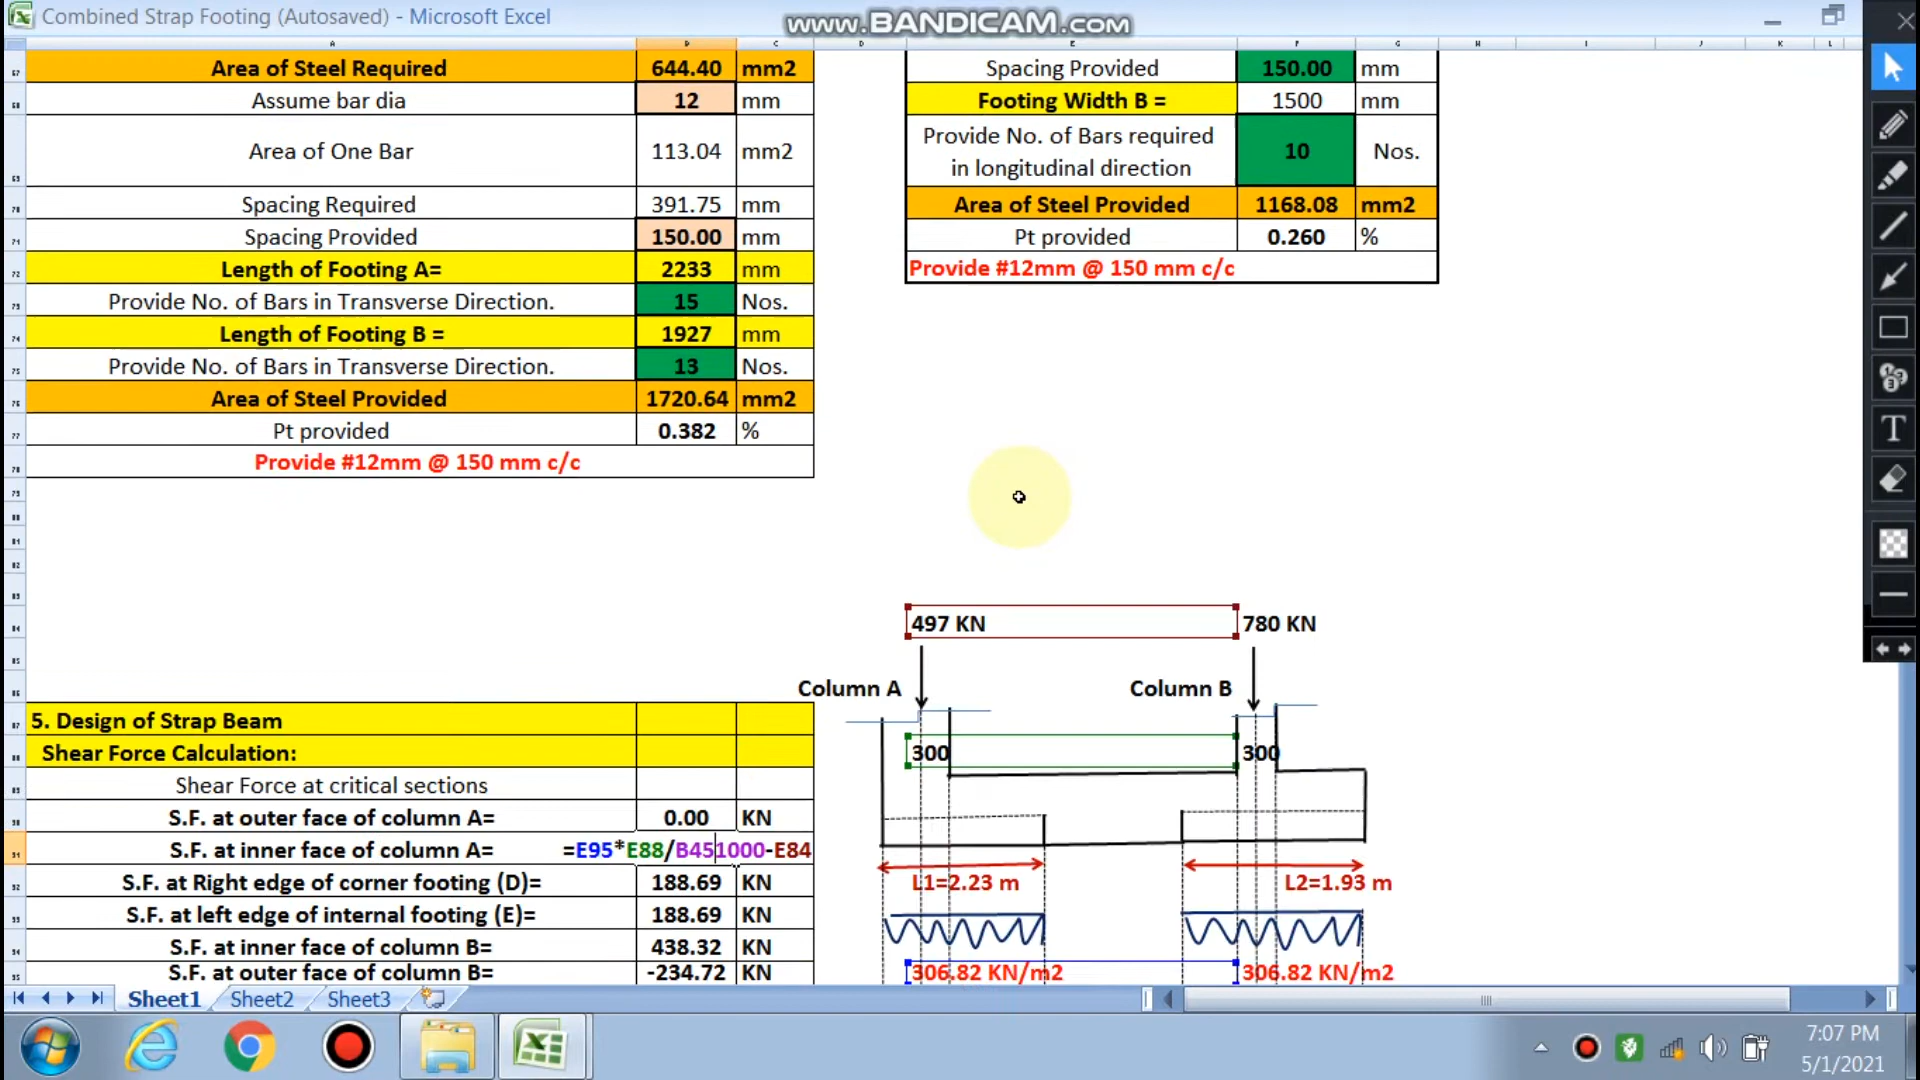 Combined Strap Footing (Autosaved) - Microsoft Excel
www.BANDICAM.com
Area of Steel Required 644.40 mm2
Assume bar dia 12 mm
Area of One Bar 113.04 mm2
Spacing Required 391.75 mm
Spacing Provided 150.00 mm
Length of Footing A= 2233 mm
Provide No. of Bars in Transverse Direction. 15 Nos.
Length of Footing B = 1927 mm
Provide No. of Bars in Transverse Direction. 13 Nos.
Area of Steel Provided 1720.64 mm2
Pt provided 0.382 %
Provide #12mm @ 150 mm c/c
Spacing Provided 150.00 mm
Footing Width B = 1500 mm
Provide No. of Bars required
in longitudinal direction 10 Nos.
Area of Steel Provided 1168.08 mm2
Pt provided 0.260 %
Provide #12mm @ 150 mm c/c
497 KN 780 KN
Column A Column B
300 300
L1=2.23 m L2=1.93 m
306.82 KN/m2 306.82 KN/m2
5. Design of Strap Beam
Shear Force Calculation:
Shear Force at critical sections
S.F. at outer face of column A= 0.00 KN
S.F. at inner face of column A= =E95*E88/B451000-E84
S.F. at Right edge of corner footing (D)= 188.69 KN
S.F. at left edge of internal footing (E)= 188.69 KN
S.F. at inner face of column B= 438.32 KN
S.F. at outer face of column B= -234.72 KN
Sheet1 Sheet2 Sheet3
7:07 PM
5/1/2021